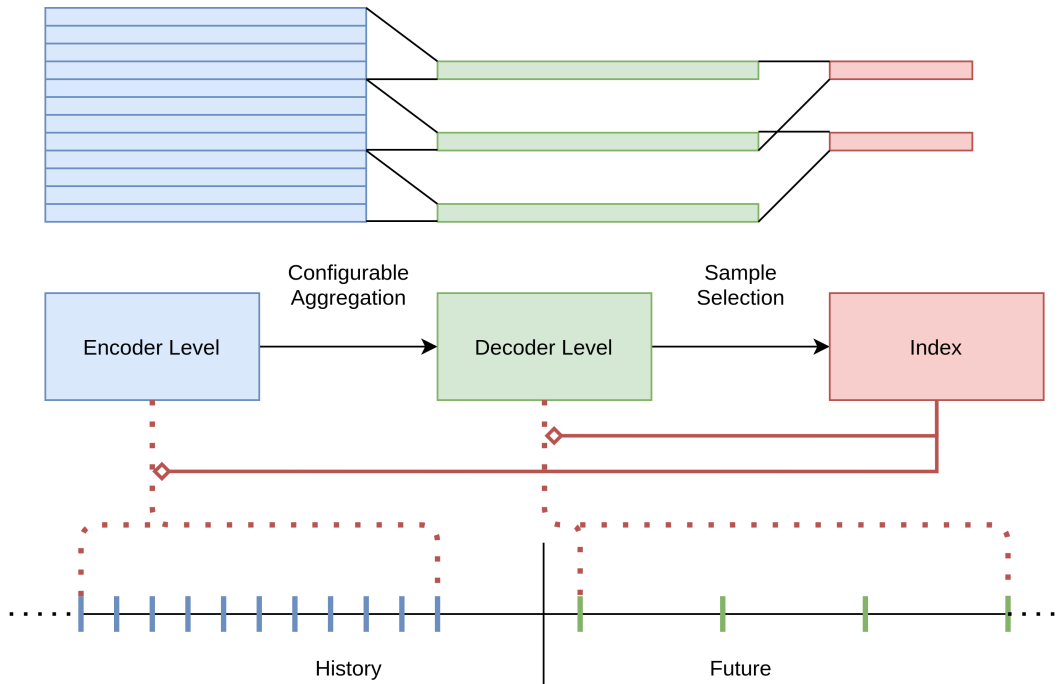 Configurable
Aggregation
Sample
Selection
Encoder Level
Decoder Level
Index
History
Future